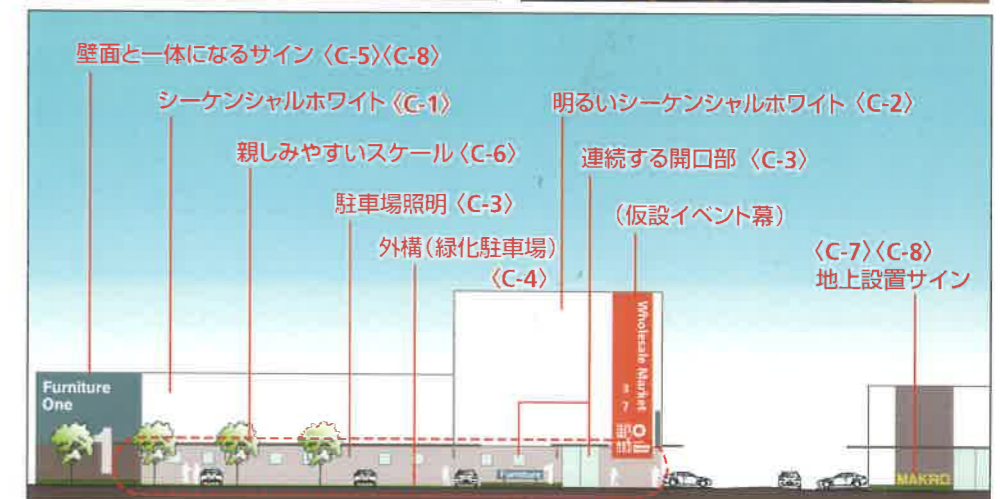 壁面と一体になるサイン〈C-5〉〈C-8〉
シーケンシャルホワイト〈C-1〉
明るいシーケンシャルホワイト〈C-2〉
親しみやすいスケール〈C-6〉
連続する開口部〈C-3〉
駐車場照明〈C-3〉
(仮設イベント幕)
外構(緑化駐車場)
〈C-4〉
〈C-7〉〈C-8〉
地上設置サイン
Wholesale Market
3
7
Furniture
One
1
Furniture
MAKRO